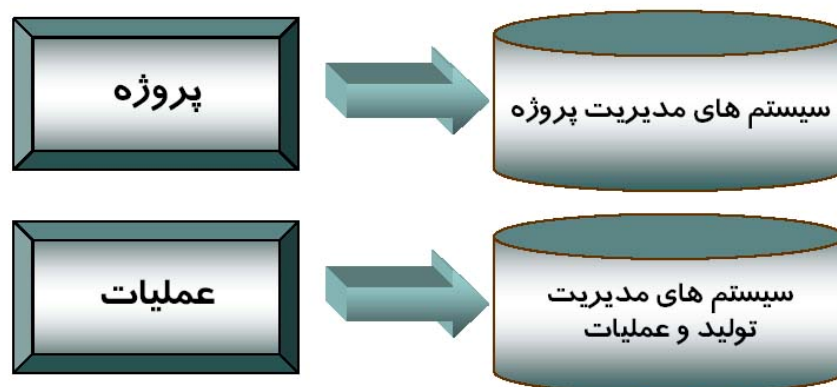 پروژه
سیستم های مدیریت پروژه
عملیات
سیستم های مدیریت
تولید و عملیات